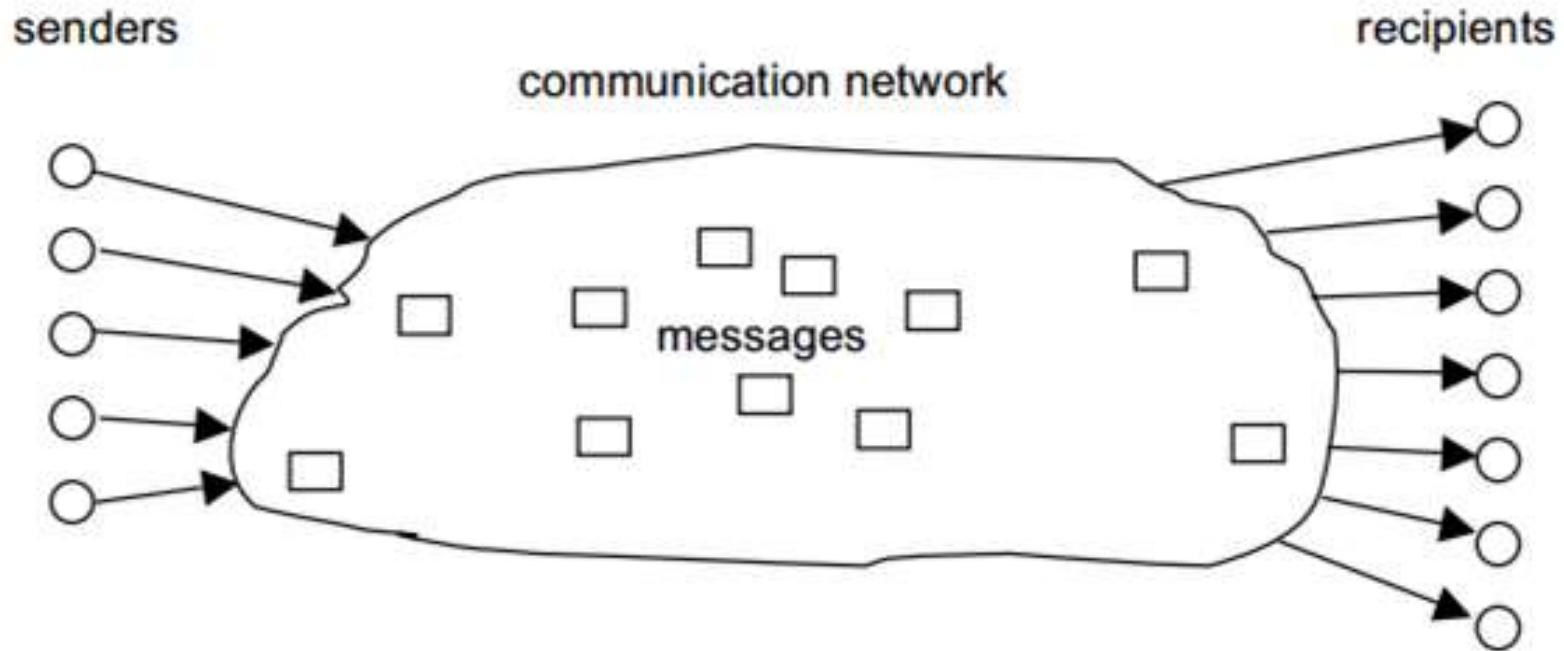 senders
recipients
communication network
messages